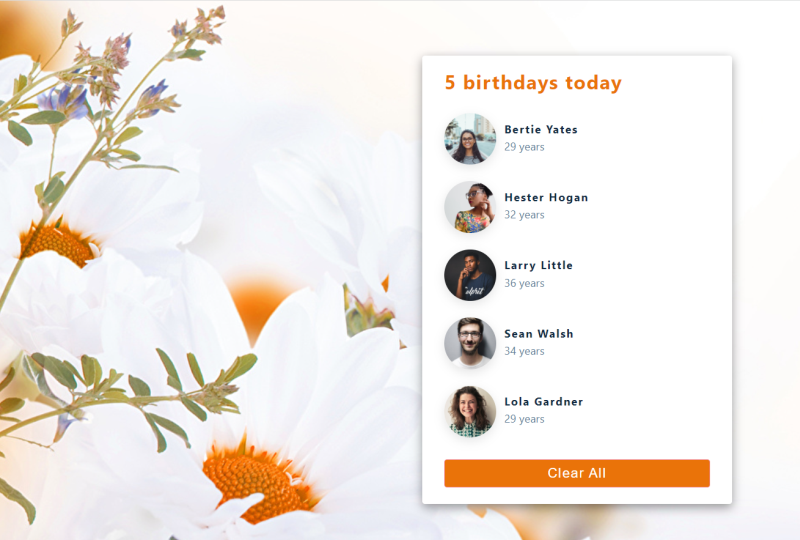 5 birthdays today
Bertie Yates
29 years
Hester Hogan
32 years
Larry Little
36 years
Sean Walsh
34 years
Lola Gardner
29 years
Clear All